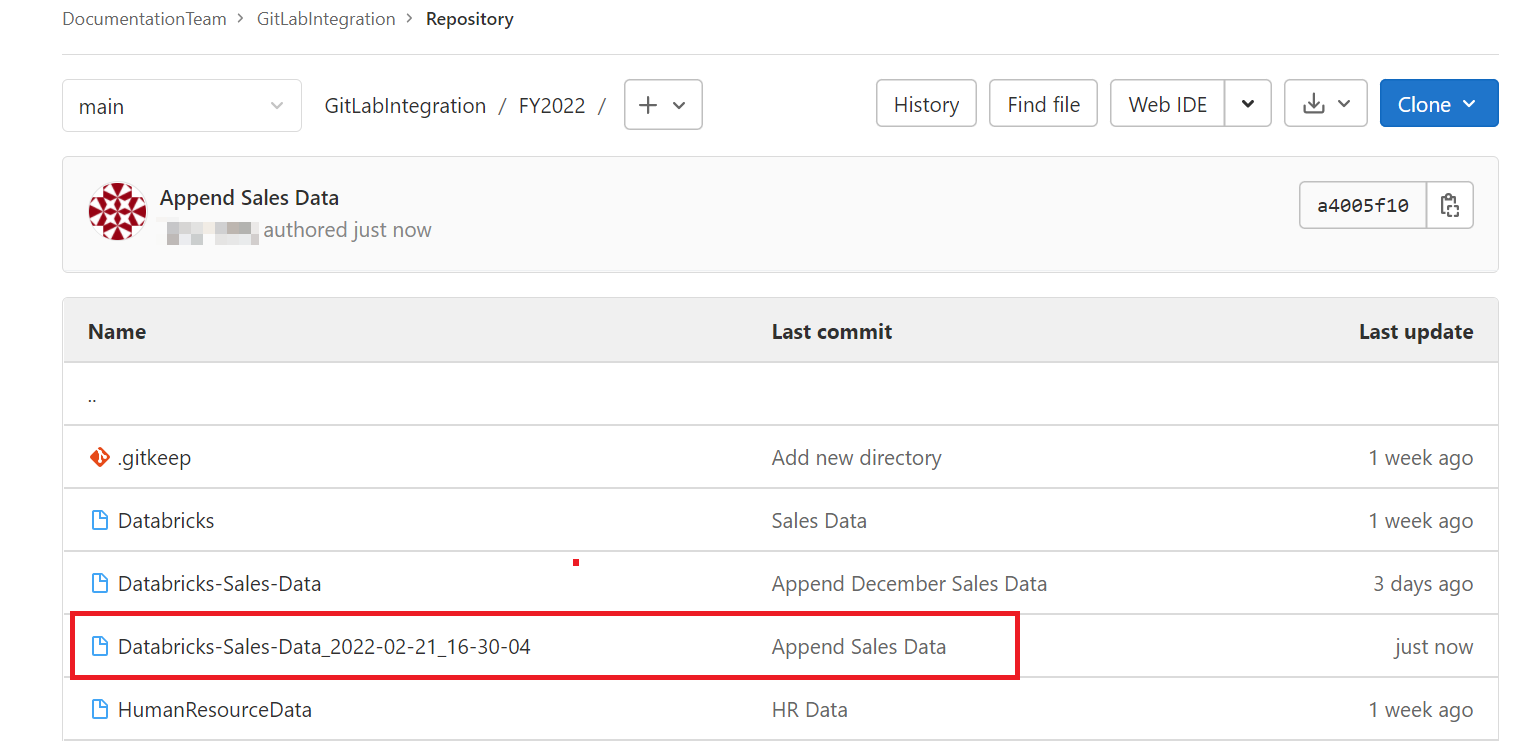 DocumentationTeam > GitLabIntegration > Repository
main GitLabIntegration / FY2022 / + History Find file Web IDE Clone
Append Sales Data
authored just now
a4005f10
Name Last commit Last update
..
.gitkeep Add new directory 1 week ago
Databricks Sales Data 1 week ago
Databricks-Sales-Data Append December Sales Data 3 days ago
Databricks-Sales-Data_2022-02-21_16-30-04 Append Sales Data just now
HumanResourceData HR Data 1 week ago